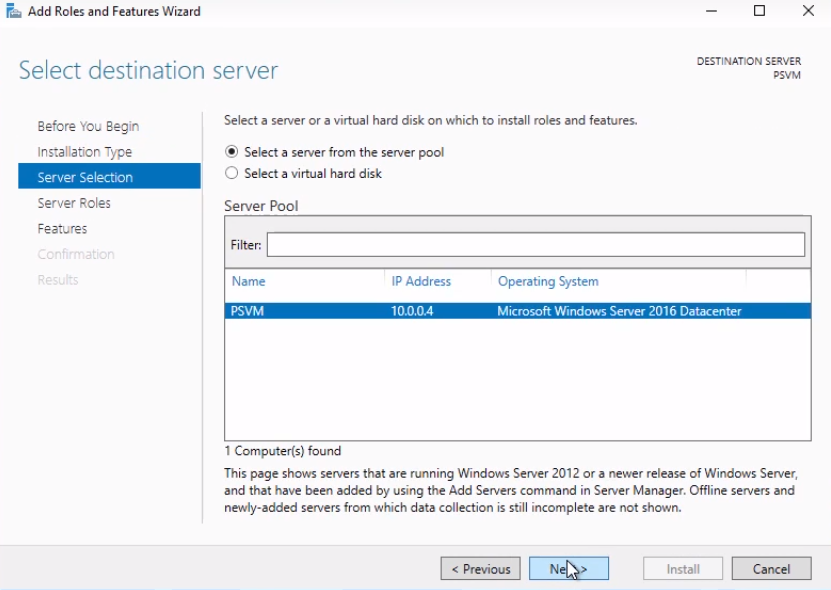 Add Roles and Features Wizard
Select destination server
DESTINATION SERVER
PSVM
Before You Begin
Installation Type
Server Selection
Server Roles
Features
Confirmation
Results
Select a server or a virtual hard disk on which to install roles and features.
Select a server from the server pool
Select a virtual hard disk
Server Pool
Filter:
Name IP Address Operating System
PSVM 10.0.0.4 Microsoft Windows Server 2016 Datacenter
1 Computer(s) found
This page shows servers that are running Windows Server 2012 or a newer release of Windows Server,
and that have been added by using the Add Servers command in Server Manager. Offline servers and
newly-added servers from which data collection is still incomplete are not shown.
< Previous Next > Install Cancel